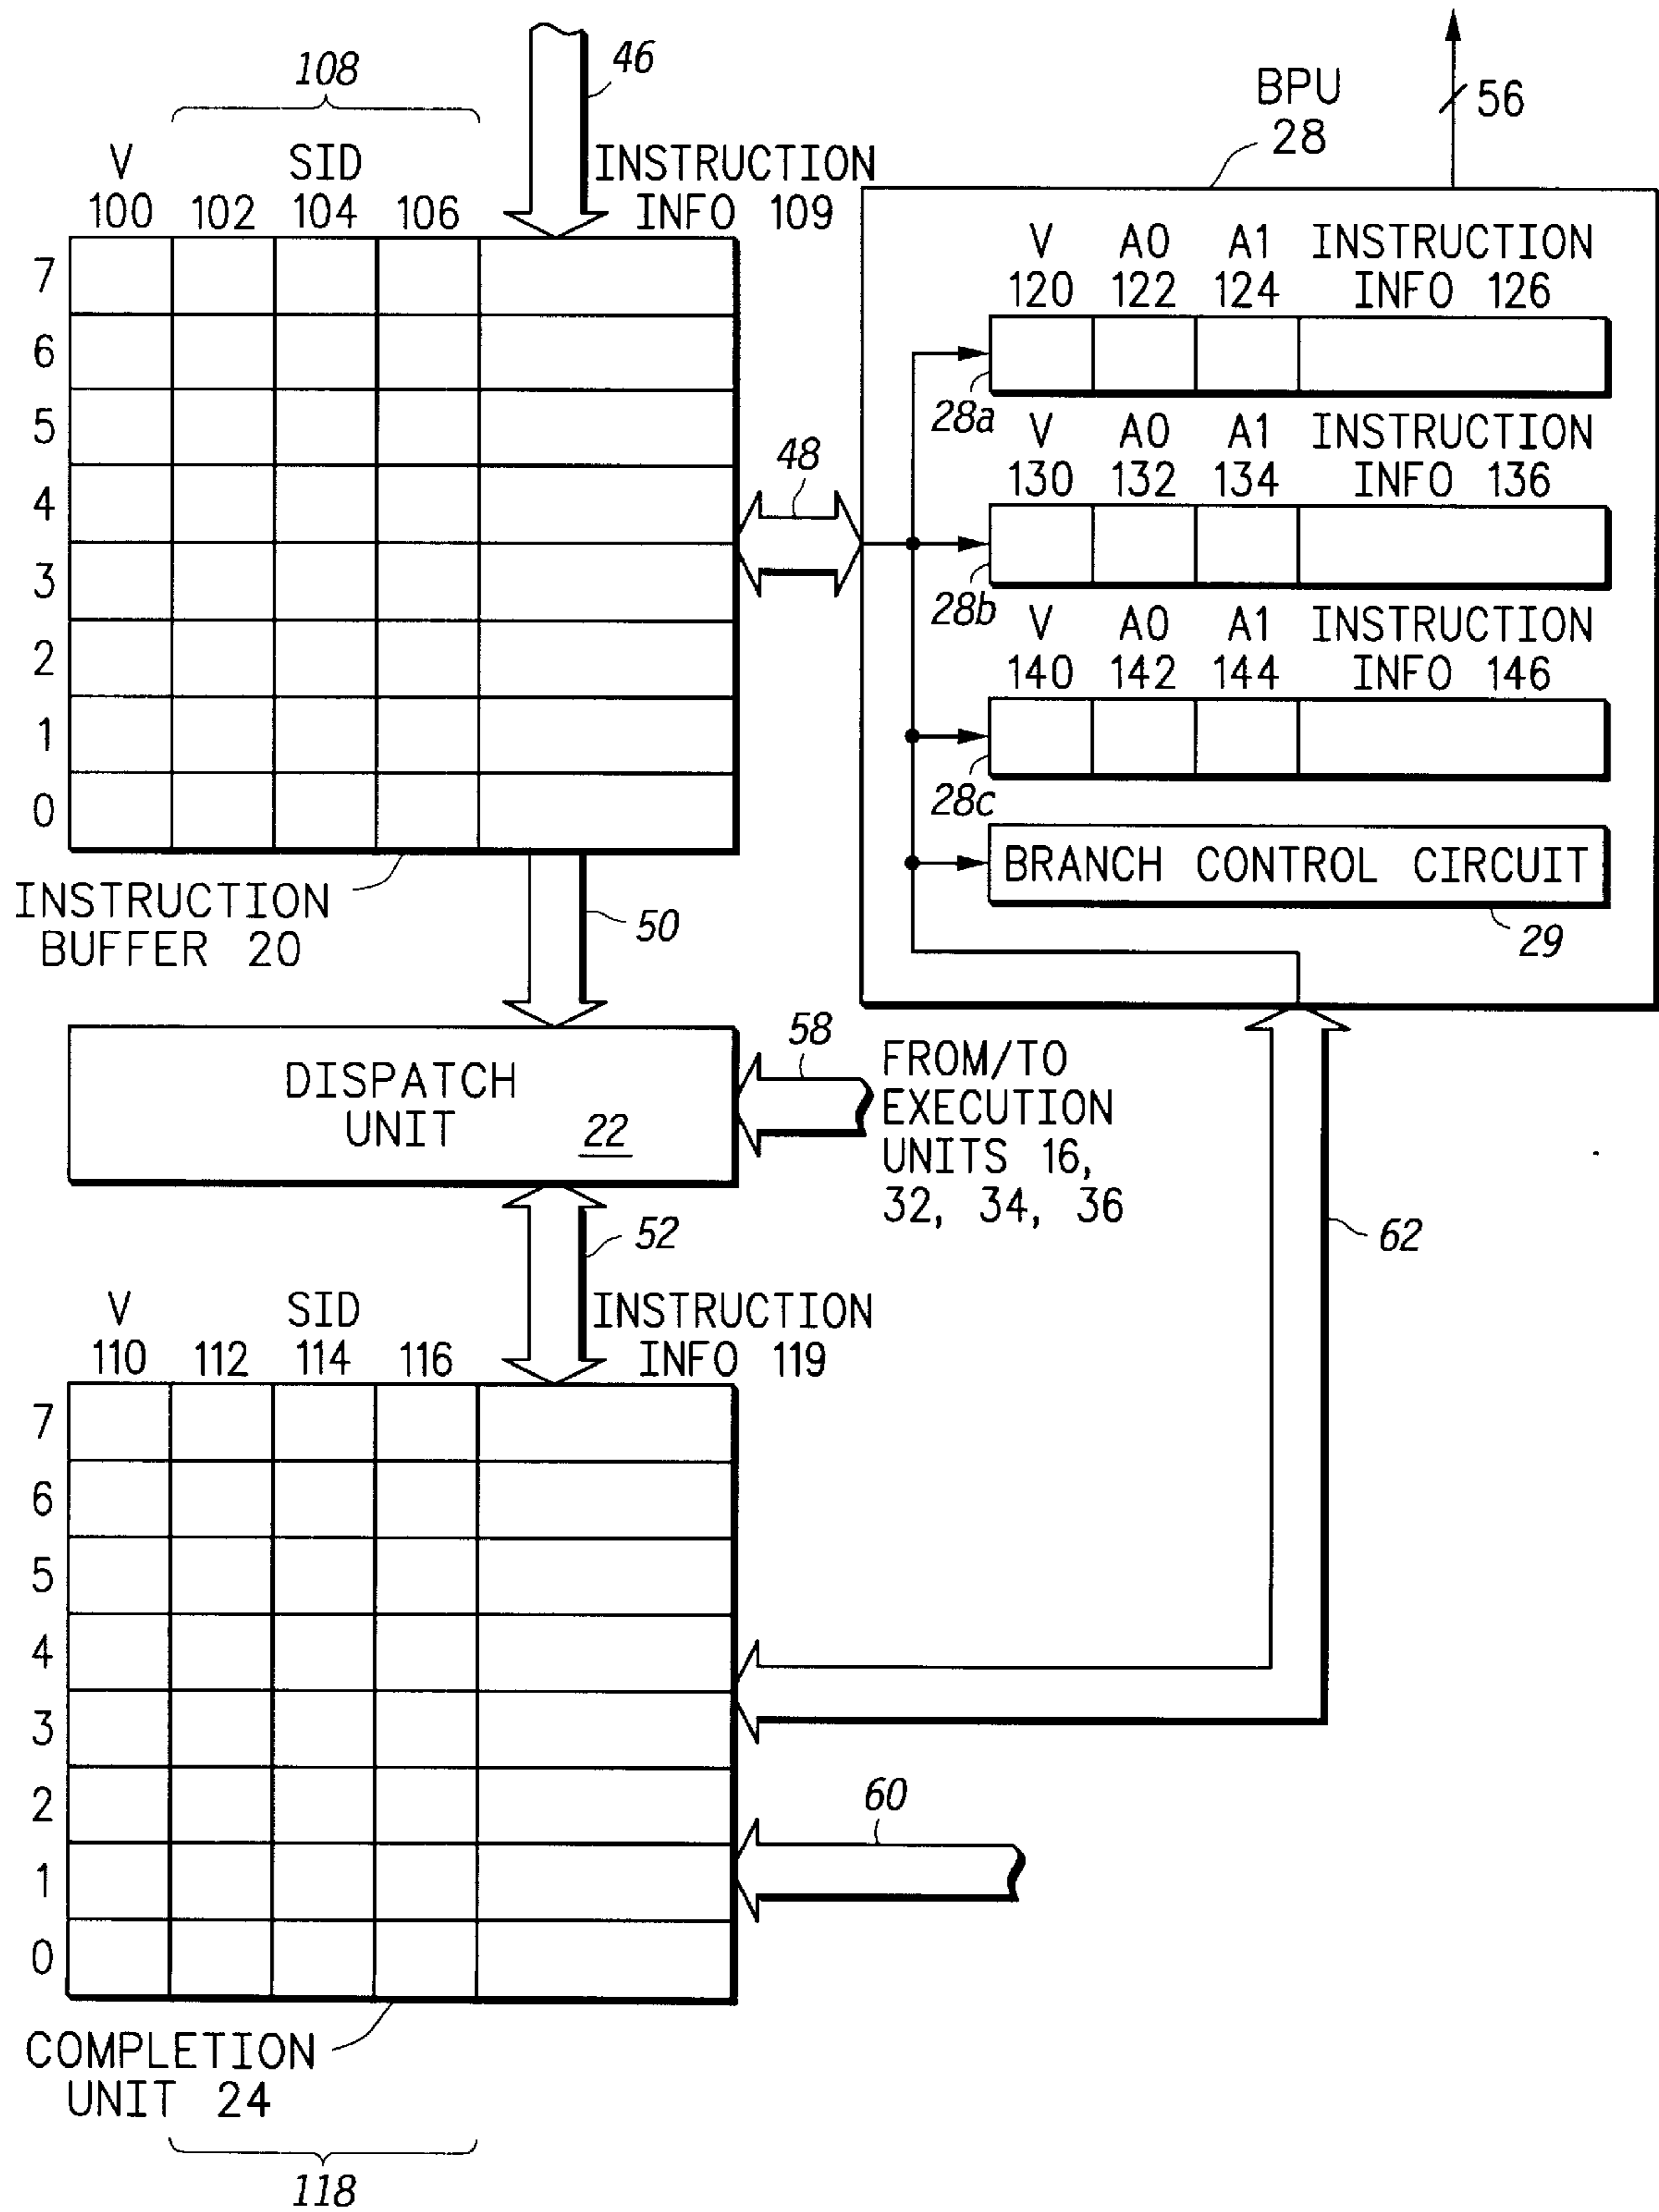 108
46
V SID INSTRUCTION
100 102 104 106 INFO 109
7
6
5
4
3
2
1
0
INSTRUCTION
BUFFER 20
48
50
BPU
28
56
V A0 A1 INSTRUCTION
120 122 124 INFO 126
28a
V A0 A1 INSTRUCTION
130 132 134 INFO 136
28b
V A0 A1 INSTRUCTION
140 142 144 INFO 146
28c
BRANCH CONTROL CIRCUIT
29
DISPATCH
UNIT 22
58
FROM/TO
EXECUTION
UNITS 16,
32, 34, 36
52
62
V SID INSTRUCTION
110 112 114 116 INFO 119
7
6
5
4
3
2
1
0
60
COMPLETION
UNIT 24
118